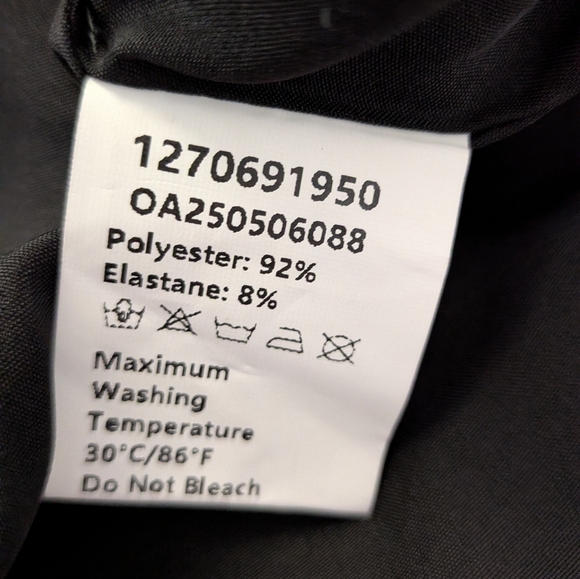 1270691950
OA250506088
Polyester: 92%
Elastane: 8%
Maximum
Washing
Temperature
30°C/86°F
Do Not Bleach